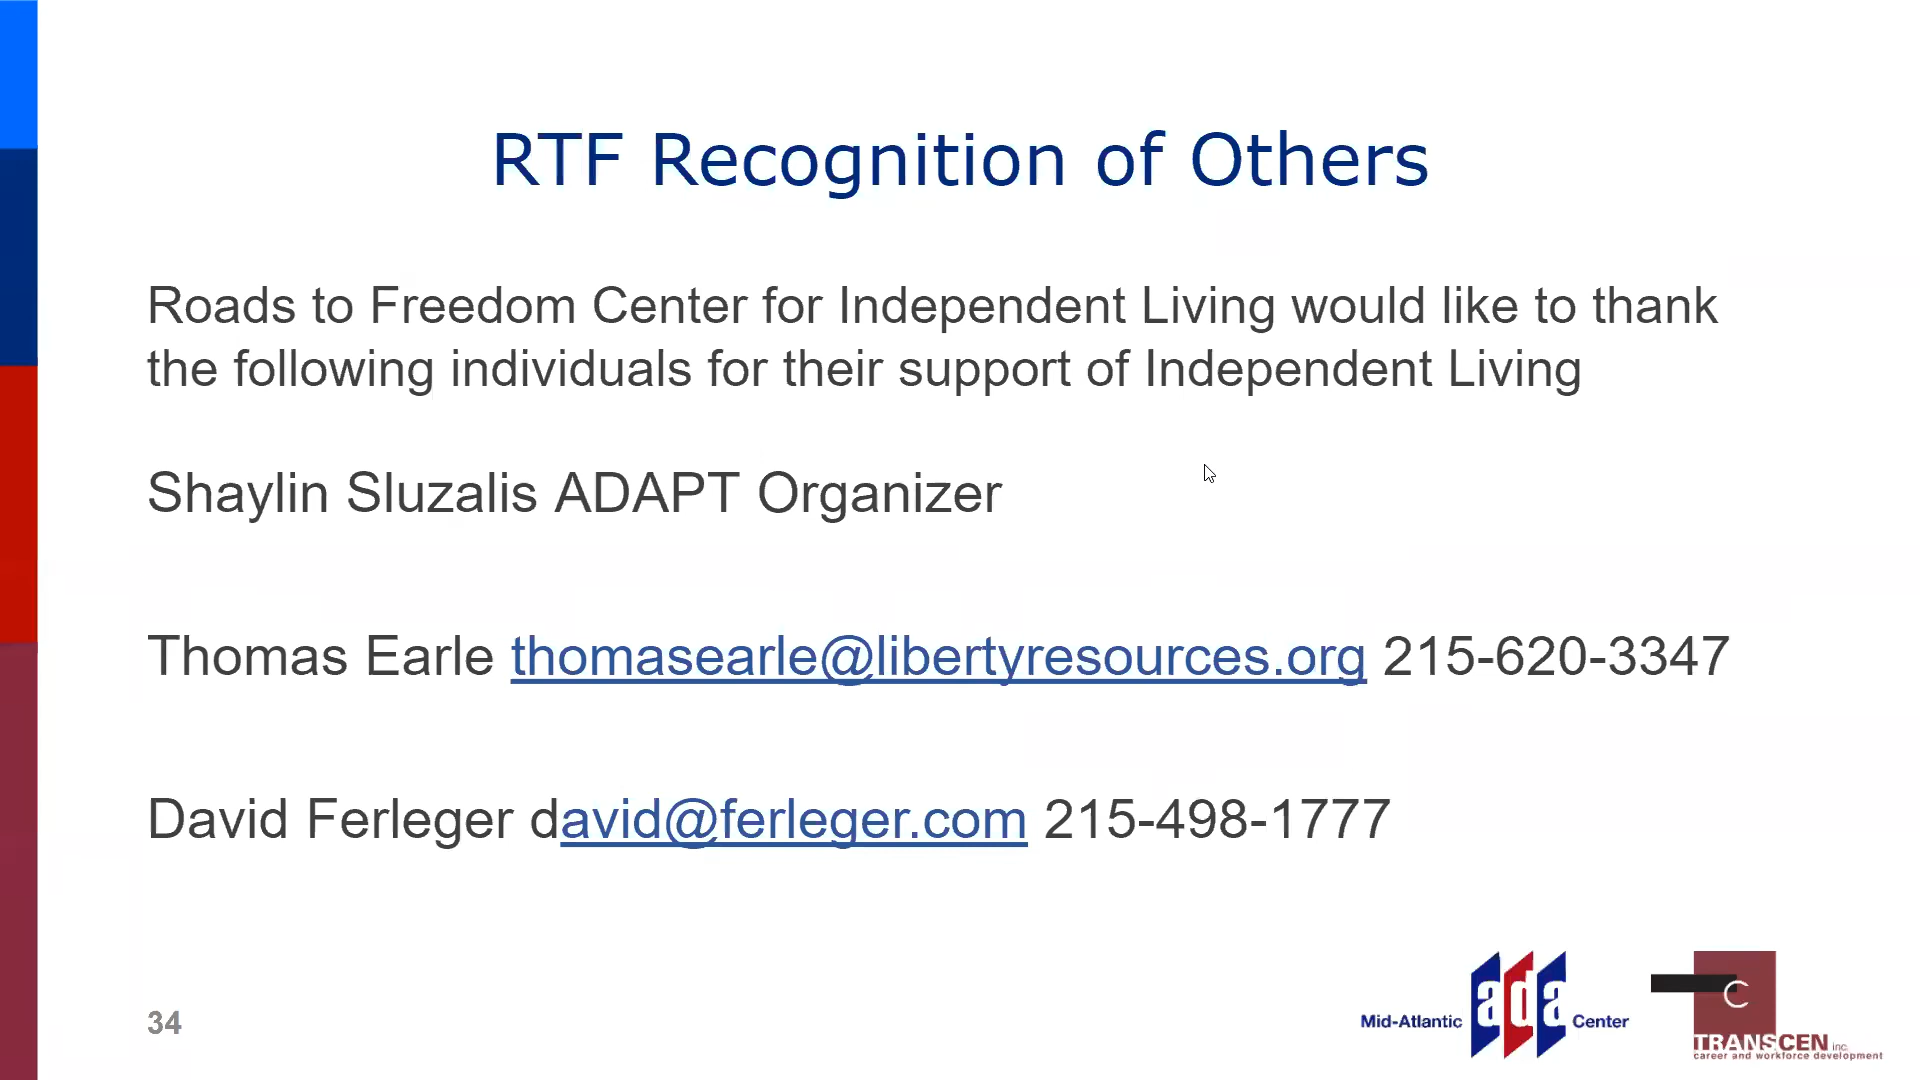 RTF Recognition of Others
Roads to Freedom Center for Independent Living would like to thank
the following individuals for their support of Independent Living
Shaylin Sluzalis ADAPT Organizer
Thomas Earle thomasearle@libertyresources.org 215-620-3347
David Ferleger david@ferleger.com 215-498-1777
34
Mid-Atlantic ada Center
C
TRANSCEN inc.
career and workforce development